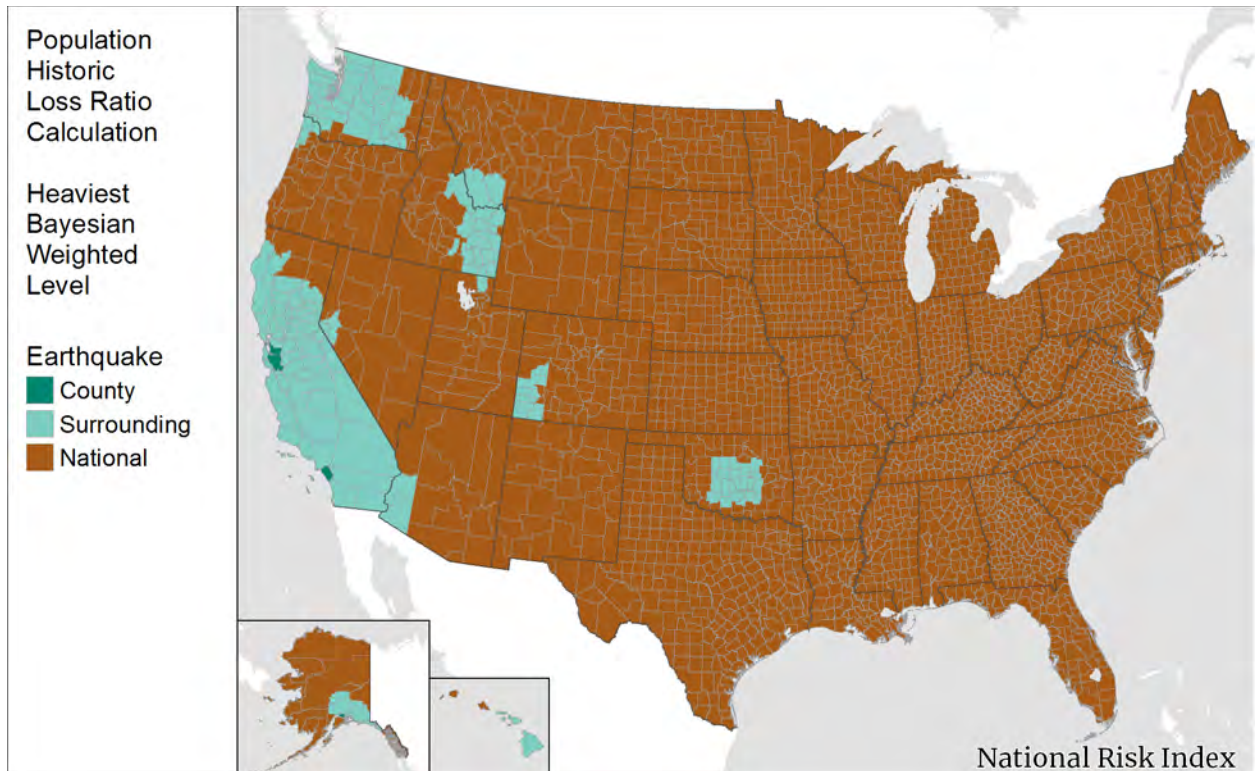 Population
Historic
Loss Ratio
Calculation
Heaviest
Bayesian
Weighted
Level
Earthquake
County
Surrounding
National
National Risk Index